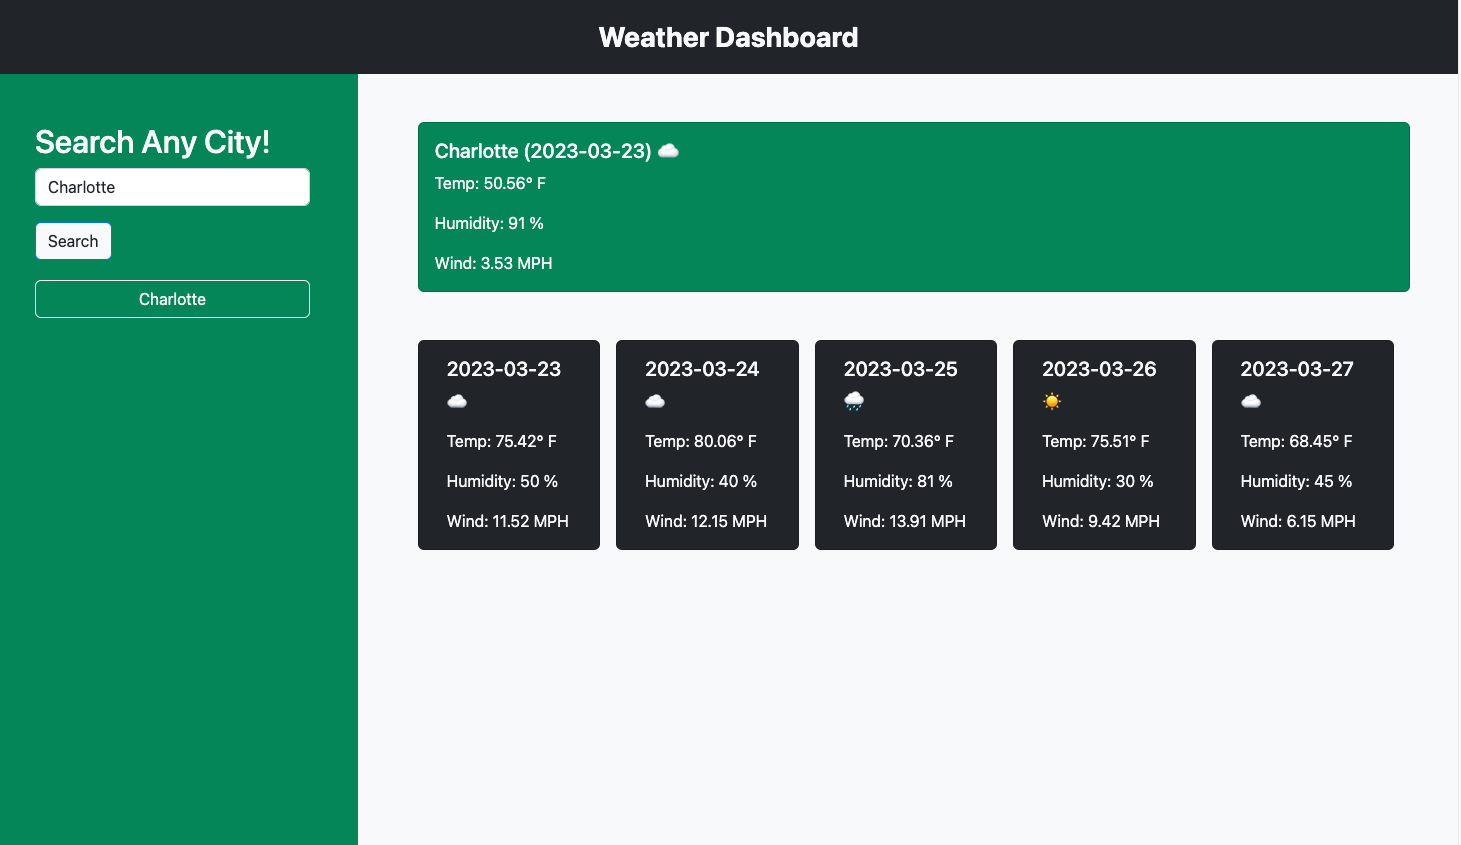 Weather Dashboard
Search Any City!
Charlotte
Search
Charlotte
Charlotte (2023-03-23) ☁️
Temp: 50.56° F
Humidity: 91 %
Wind: 3.53 MPH
2023-03-23
☁️
Temp: 75.42° F
Humidity: 50 %
Wind: 11.52 MPH
2023-03-24
☁️
Temp: 80.06° F
Humidity: 40 %
Wind: 12.15 MPH
2023-03-25
🌧️
Temp: 70.36° F
Humidity: 81 %
Wind: 13.91 MPH
2023-03-26
☀️
Temp: 75.51° F
Humidity: 30 %
Wind: 9.42 MPH
2023-03-27
☁️
Temp: 68.45° F
Humidity: 45 %
Wind: 6.15 MPH